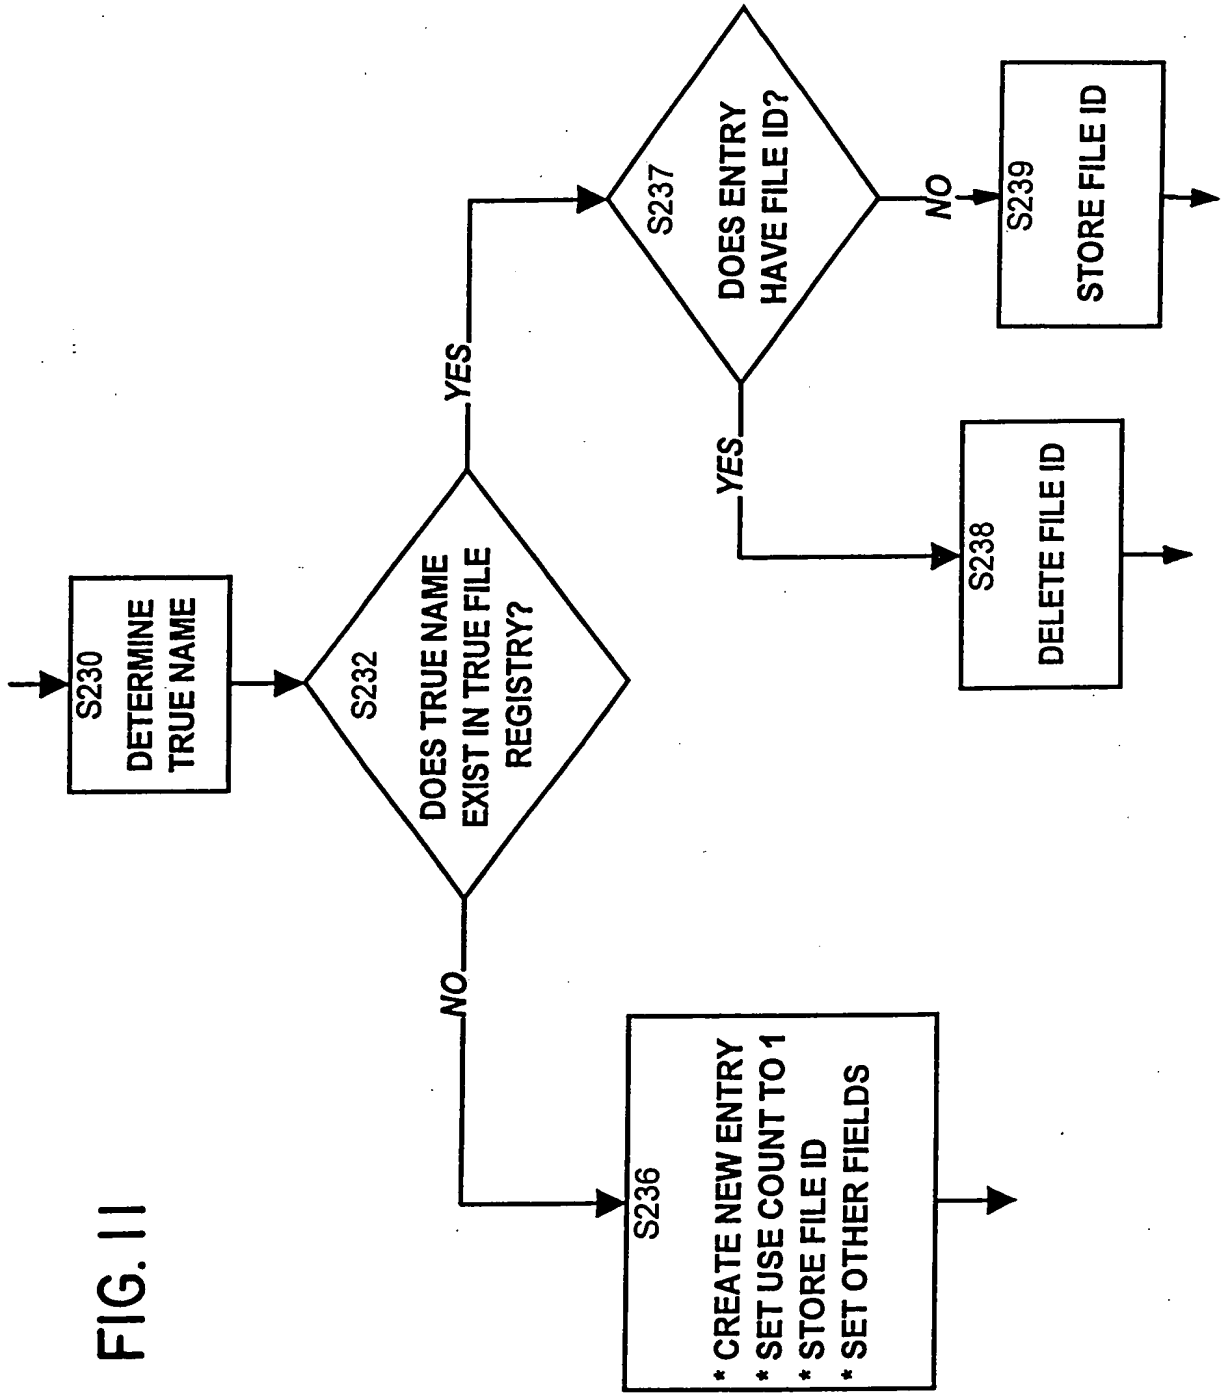 FIG. 11
S230
DETERMINE
TRUE NAME
S232
DOES TRUE NAME
EXIST IN TRUE FILE
REGISTRY?
NO
YES
S236
* CREATE NEW ENTRY
* SET USE COUNT TO 1
* STORE FILE ID
* SET OTHER FIELDS
S237
DOES ENTRY
HAVE FILE ID?
YES
NO
S238
DELETE FILE ID
S239
STORE FILE ID